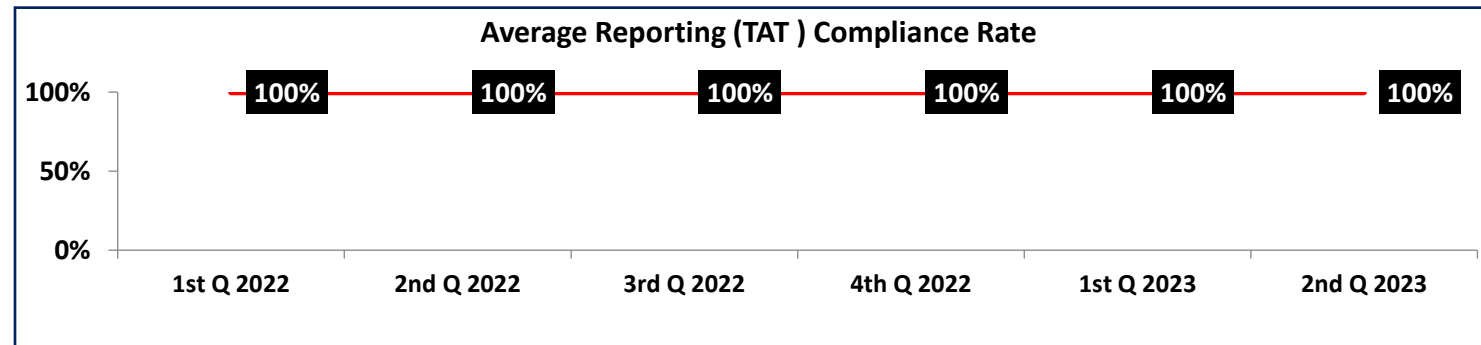 Average Reporting (TAT ) Compliance Rate
100% 100% 100% 100% 100% 100%
100%
50%
0%
1st Q 2022 2nd Q 2022 3rd Q 2022 4th Q 2022 1st Q 2023 2nd Q 2023